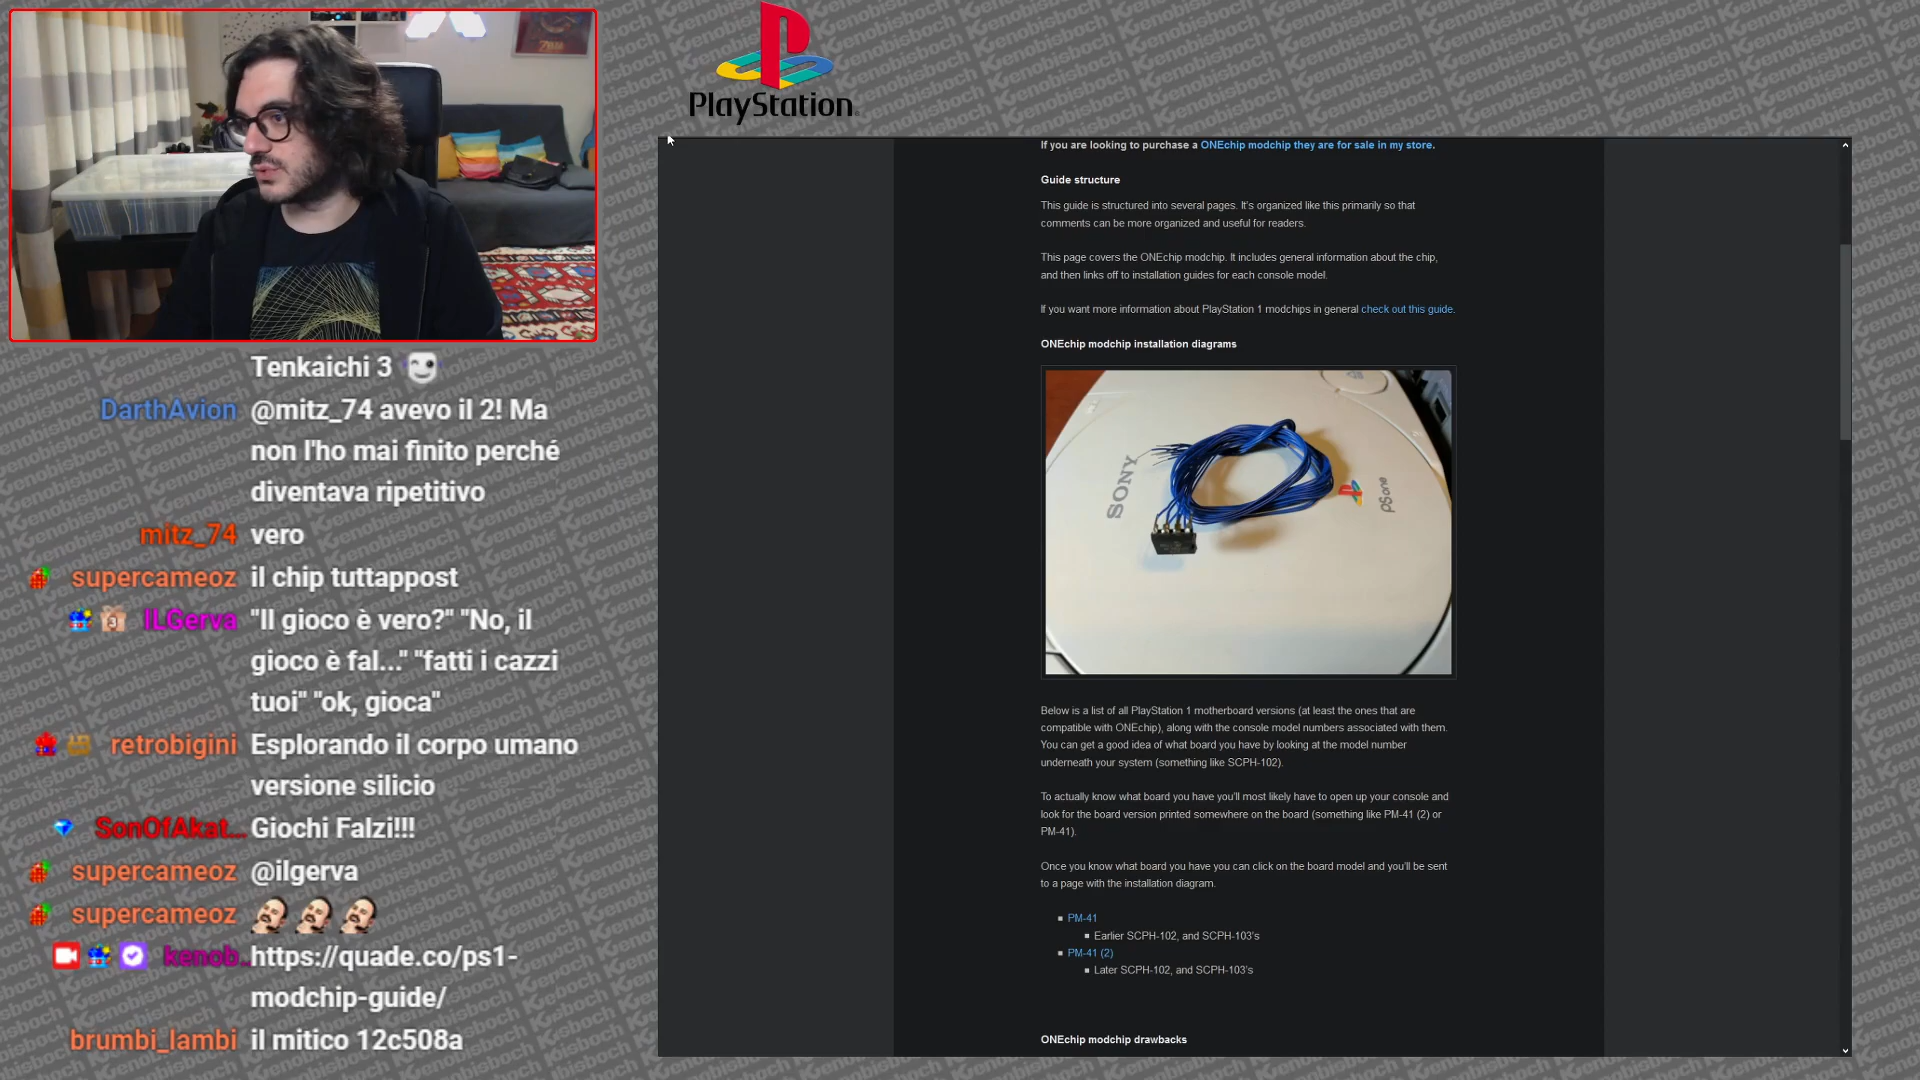 PlayStation
Tenkaichi 3
DarthAvion @mitz_74 avevo il 2! Ma
non l'ho mai finito perché
diventava ripetitivo
mitz_74 vero
supercameoz il chip tuttappost
ILGerva "Il gioco è vero?" "No, il
gioco è fal..." "fatti i cazzi
tuoi" "ok, gioca"
retrobigini Esplorando il corpo umano
versione silicio
SonOfAkat... Giochi Falzi!!!
supercameoz @ilgerva
supercameoz
kenob.. https://quade.co/ps1-
modchip-guide/
brumbi_lambi il mitico 12c508a
If you are looking to purchase a ONEchip modchip they are for sale in my store.
Guide structure
This guide is structured into several pages. It's organized like this primarily so that
comments can be more organized and useful for readers.
This page covers the ONEchip modchip. It includes general information about the chip,
and then links off to installation guides for each console model.
If you want more information about PlayStation 1 modchips in general check out this guide.
ONEchip modchip installation diagrams
SONY
PSone
Below is a list of all PlayStation 1 motherboard versions (at least the ones that are
compatible with ONEchip), along with the console model numbers associated with them.
You can get a good idea of what board you have by looking at the model number
underneath your system (something like SCPH-102).
To actually know what board you have you'll most likely have to open up your console and
look for the board version printed somewhere on the board (something like PM-41 (2) or
PM-41).
Once you know what board you have you can click on the board model and you'll be sent
to a page with the installation diagram.
PM-41
Earlier SCPH-102, and SCPH-103's
PM-41 (2)
Later SCPH-102, and SCPH-103's
ONEchip modchip drawbacks
Kenobisboch